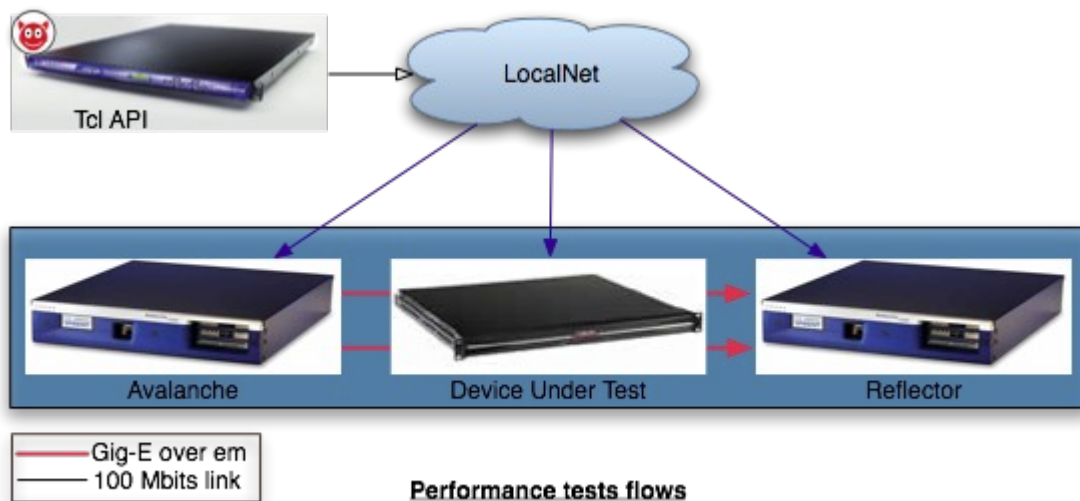 Tcl API
LocalNet
Avalanche
Device Under Test
Reflector
Gig-E over em
100 Mbits link
Performance tests flows